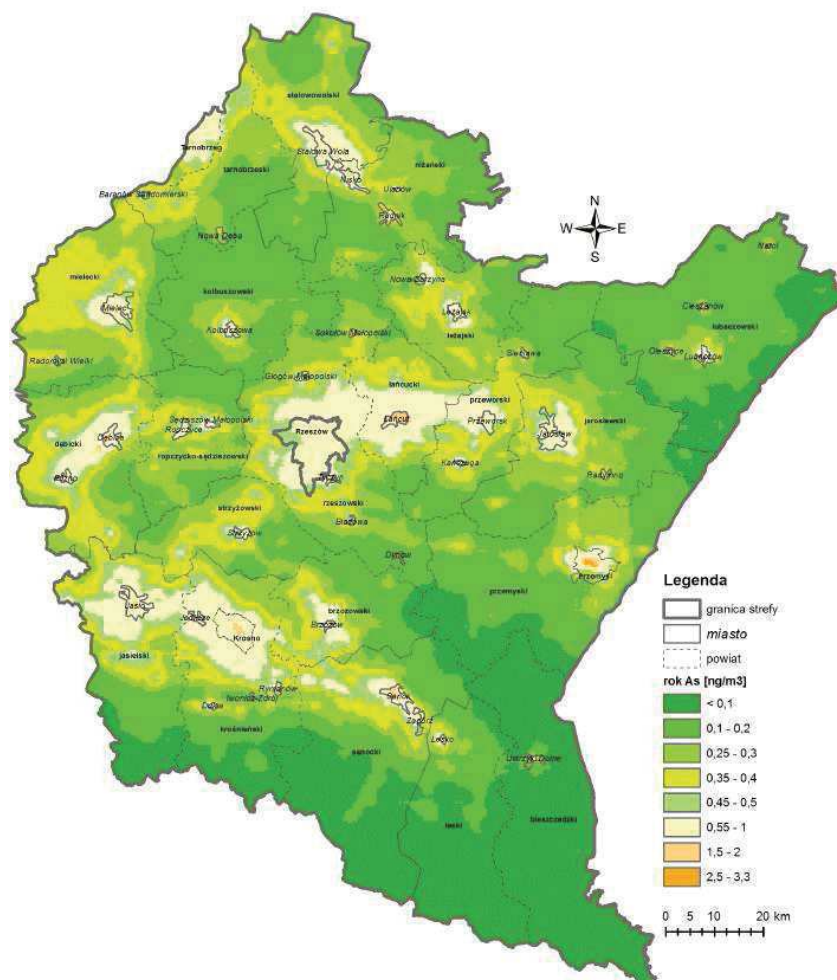 stalowowolski
Tarnobrzeg
Stalowa Wola
Nisko
niżański
tarnobrzeski
Ulanów
Baranów Sandomierski
Rudnik
N
W E
S
Nowa Dęba
Narol
mielecki
Nowa Sarzyna
kolbuszowski
Cieszanów
Mielec
Leżajsk
lubaczowski
Kolbuszowa
Sokołów Małopolski
leżajski
Sieniawa
Oleszyce
Lubaczów
Radomyśl Wielki
Głogów Małopolski
łańcucki
przeworski
Sędziszów Małopolski
Ropczyce
Łańcut
Przeworsk
jarosławski
Rzeszów
Jarosław
dębicki
Dębica
ropczycko-sędziszowski
Kańczuga
Pilzno
Radymno
strzyżowski
rzeszowski
Błażowa
Strzyżów
Dynów
Przemyśl
przemyski
Legenda
granica strefy
miasto
powiat
rok As [ng/m3]
< 0,1
0,1 - 0,2
0,25 - 0,3
0,35 - 0,4
0,45 - 0,5
0,55 - 1
1,5 - 2
2,5 - 3,3
0 5 10 20 km
brzozowski
Jasło
Jedlicze
Brzozów
Krosno
jasielski
Rymanów
Iwonicz-Zdrój
Sanok
Dukla
Zagórz
Lesko
krośnieński
sanocki
Ustrzyki Dolne
leski
bieszczadzki